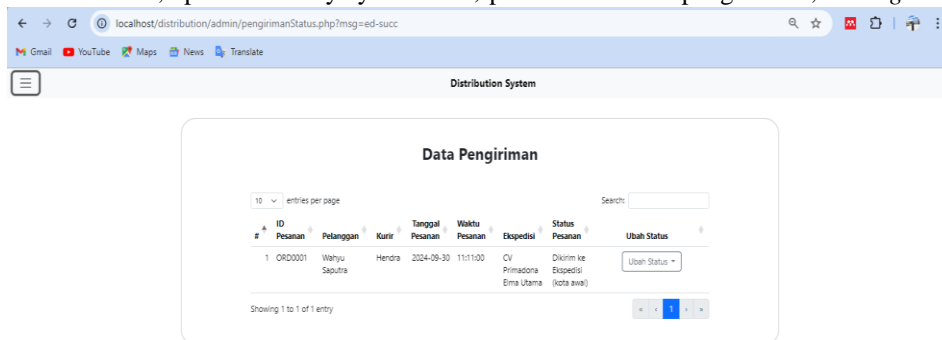 localhost/distribution/admin/pengirimanStatus.php?msg=ed-succ
Gmail YouTube Maps News Translate
Distribution System
Data Pengiriman
10 entries per page Search:
# ID Pesanan Pelanggan Kurir Tanggal Pesanan Waktu Pesanan Ekspedisi Status Pesanan Ubah Status
1 ORD0001 Wahyu Saputra Hendra 2024-09-30 11:11:00 CV Primadona Eima Utama Dikirim ke Ekspedisi (kota awal) Ubah Status
Showing 1 to 1 of 1 entry « ‹ 1 › »